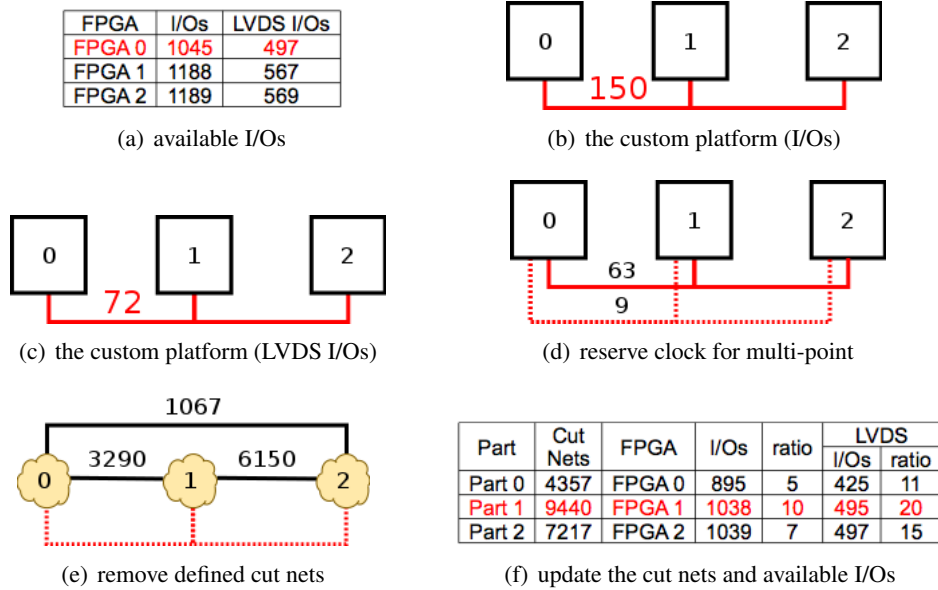 FPGA I/Os LVDS I/Os
FPGA 0 1045 497
FPGA 1 1188 567
FPGA 2 1189 569
(a) available I/Os
0 1 2
150
(b) the custom platform (I/Os)
0 1 2
72
(c) the custom platform (LVDS I/Os)
0 1 2
63
9
(d) reserve clock for multi-point
1067
3290 6150
0 1 2
(e) remove defined cut nets
Part Cut Nets FPGA I/Os ratio LVDS
I/Os ratio
Part 0 4357 FPGA 0 895 5 425 11
Part 1 9440 FPGA 1 1038 10 495 20
Part 2 7217 FPGA 2 1039 7 497 15
(f) update the cut nets and available I/Os